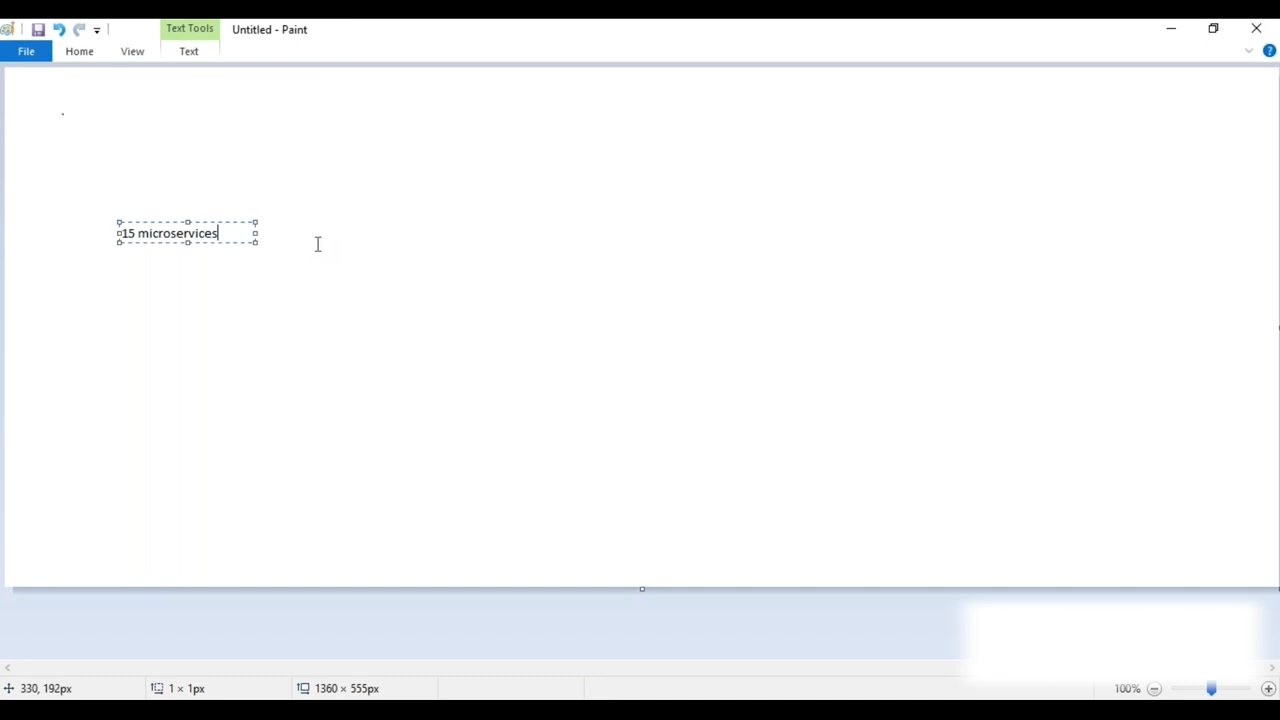 Text Tools
Untitled - Paint
File
Home
View
Text
15 microservices
330, 192px
1 × 1px
1360 × 555px
100%